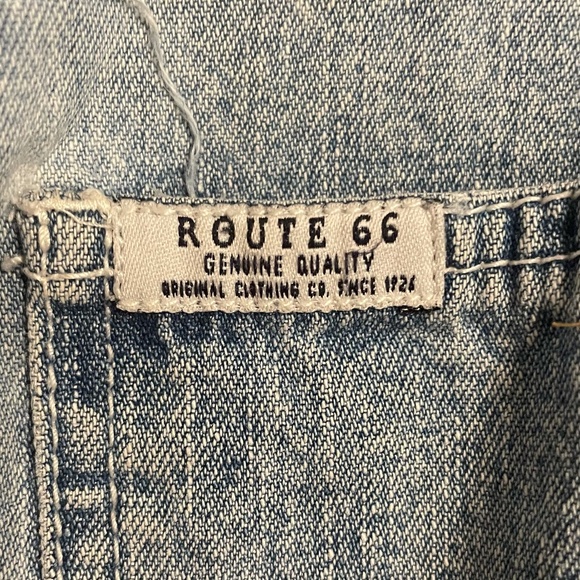 ROUTE 66
GENUINE QUALITY
ORIGINAL CLOTHING CO. SINCE 1926